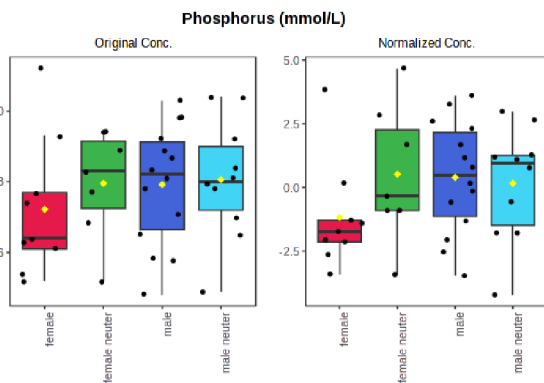 Phosphorus (mmol/L)
Original Conc.
Normalized Conc.
5.0
2.5
0.0
-2.5
female
female neuter
male
male neuter
female
female neuter
male
male neuter